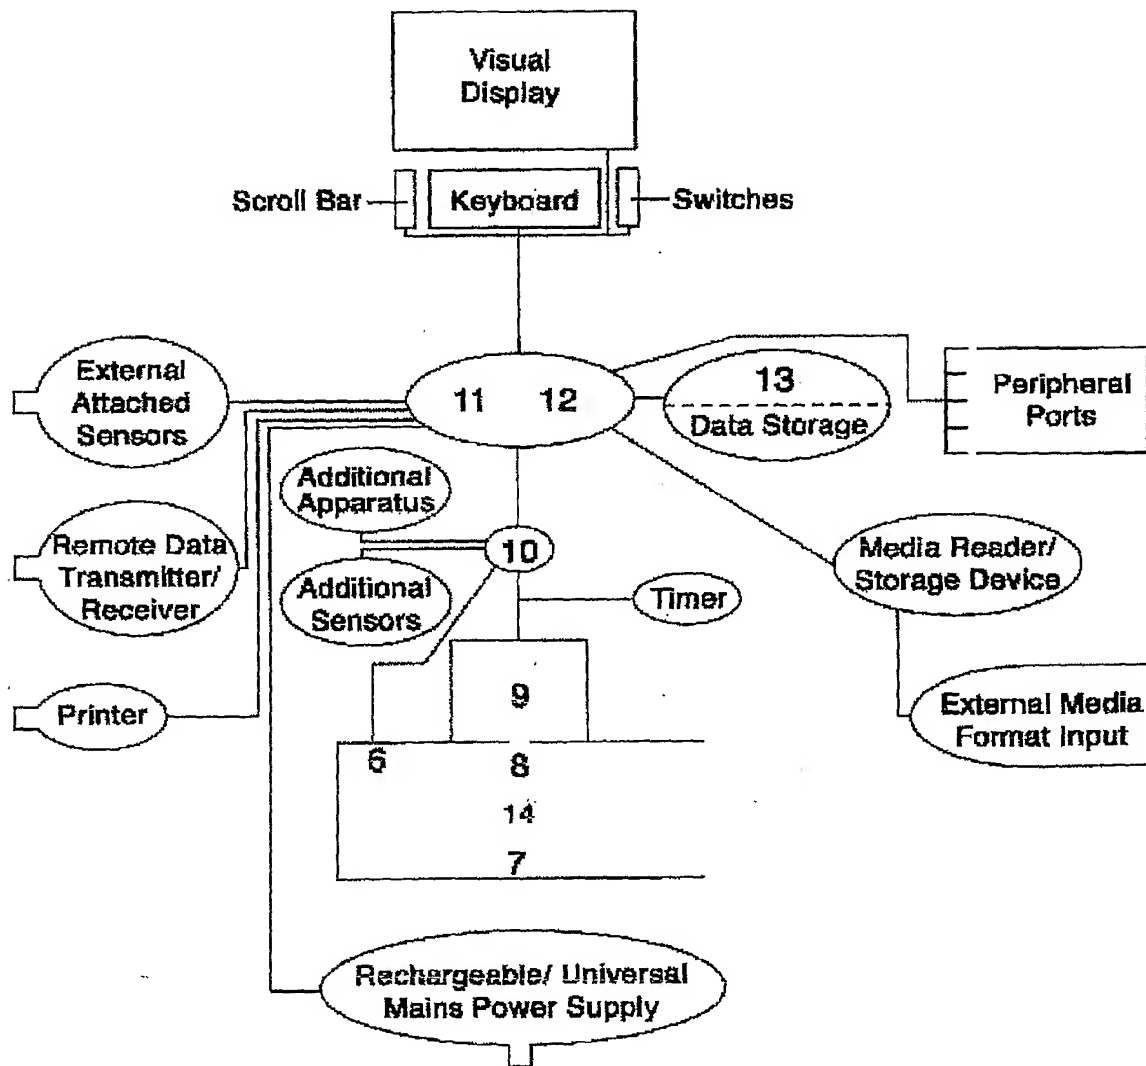 Visual
Display
Scroll Bar
Keyboard
Switches
External
Attached
Sensors
11 12
13
Data Storage
Peripheral
Ports
Additional
Apparatus
Remote Data
Transmitter/
Receiver
10
Additional
Sensors
Timer
Media Reader/
Storage Device
Printer
9
External Media
Format Input
6
8
14
7
Rechargeable/ Universal
Mains Power Supply